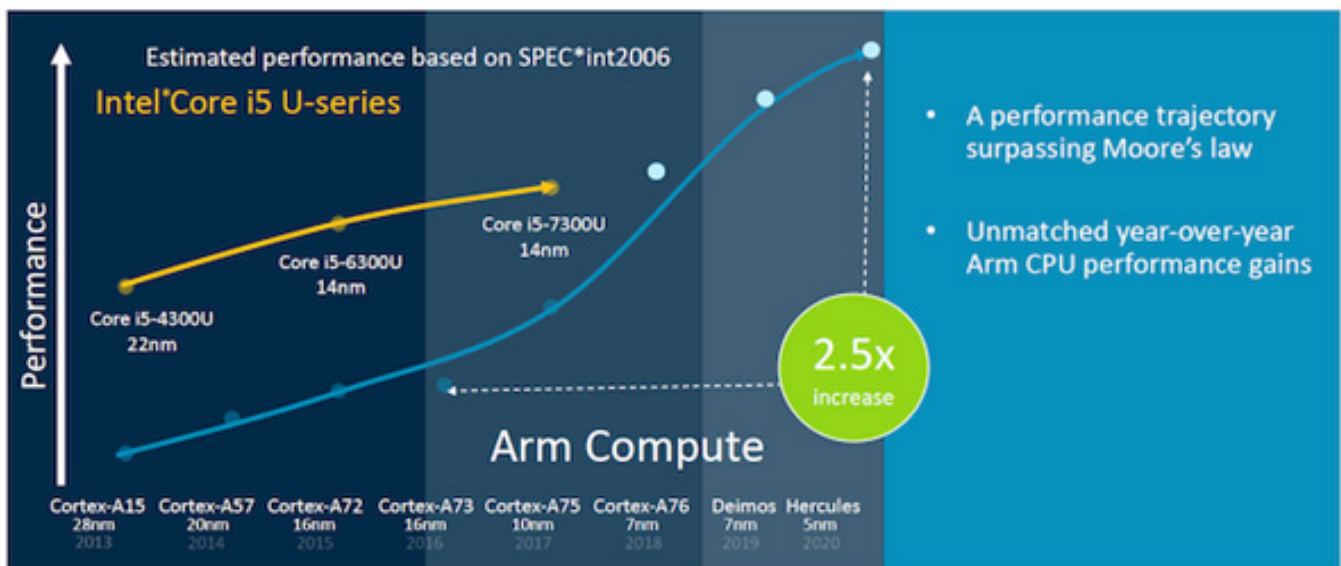 Estimated performance based on SPEC*int2006
Intel*Core i5 U-series
Performance
Core i5-4300U
22nm
Core i5-6300U
14nm
Core i5-7300U
14nm
2.5x
increase
Arm Compute
Cortex-A15 Cortex-A57 Cortex-A72 Cortex-A73 Cortex-A75 Cortex-A76 Deimos Hercules
28nm 20nm 16nm 16nm 10nm 7nm 7nm 5nm
2013 2014 2015 2016 2017 2018 2019 2020
• A performance trajectory
surpassing Moore's law
• Unmatched year-over-year
Arm CPU performance gains